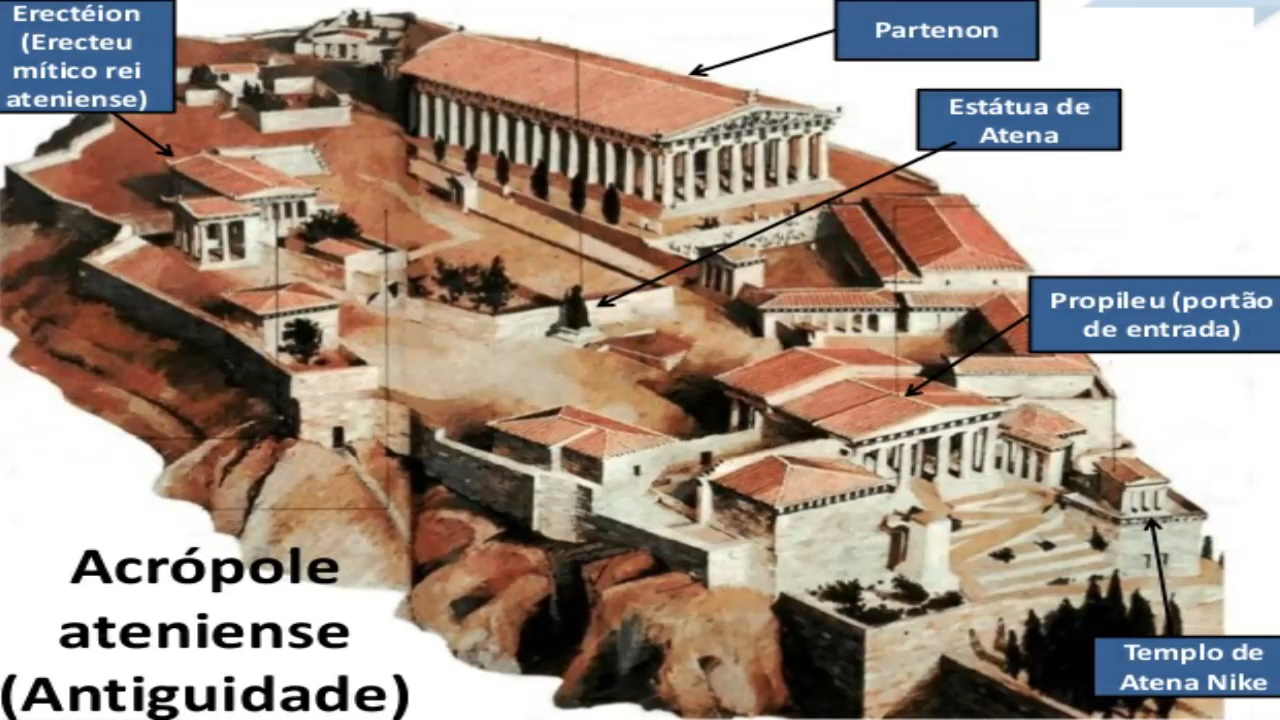 Erectéion
(Erecteu
mítico rei
ateniense)
Partenon
Estátua de
Atena
Propileu (portão
de entrada)
Templo de
Atena Nike
Acrópole
ateniense
(Antiguidade)